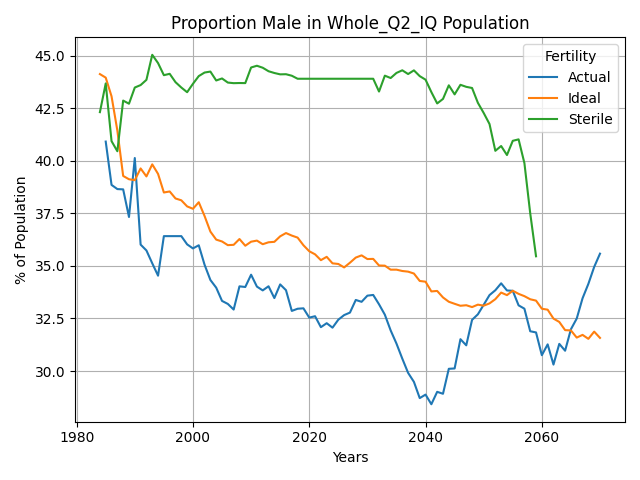 Proportion Male in Whole_Q2_IQ Population
Fertility
Actual
Ideal
Sterile
% of Population
45.0
42.5
40.0
37.5
35.0
32.5
30.0
1980
2000
2020
2040
2060
Years